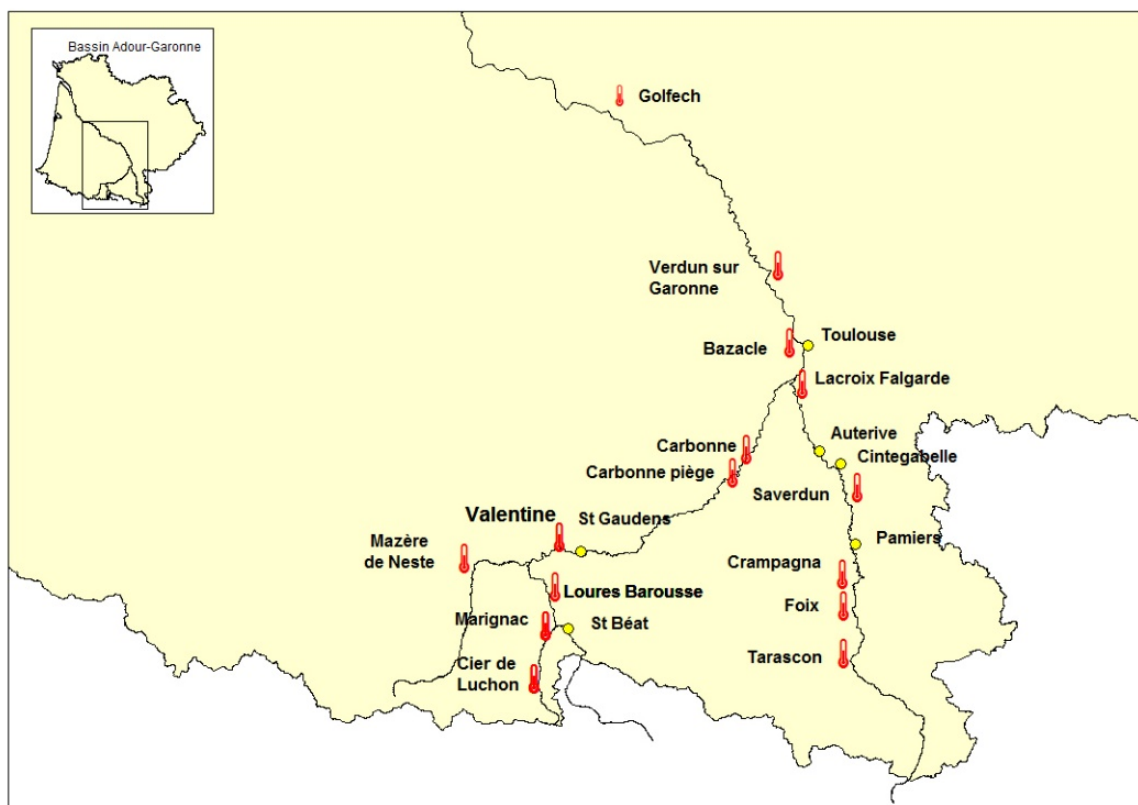 Bassin Adour-Garonne
Golfech
Verdun sur
Garonne
Toulouse
Bazacle
Lacroix Falgarde
Auterive
Carbonne
Cintegabelle
Carbonne piège
Saverdun
Valentine
St Gaudens
Pamiers
Mazère
de Neste
Crampagna
Loures Barousse
Foix
Marignac
St Béat
Tarascon
Cier de
Luchon